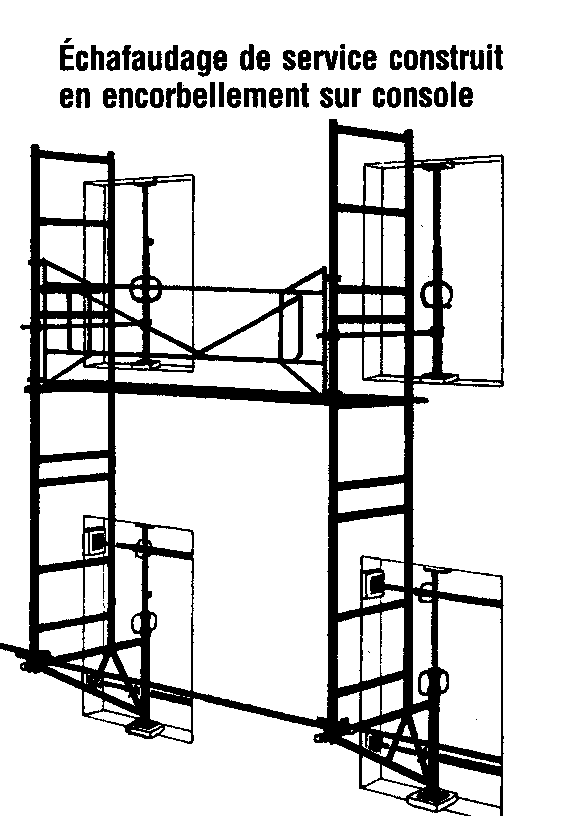 Échafaudage de service construit
en encorbellement sur console